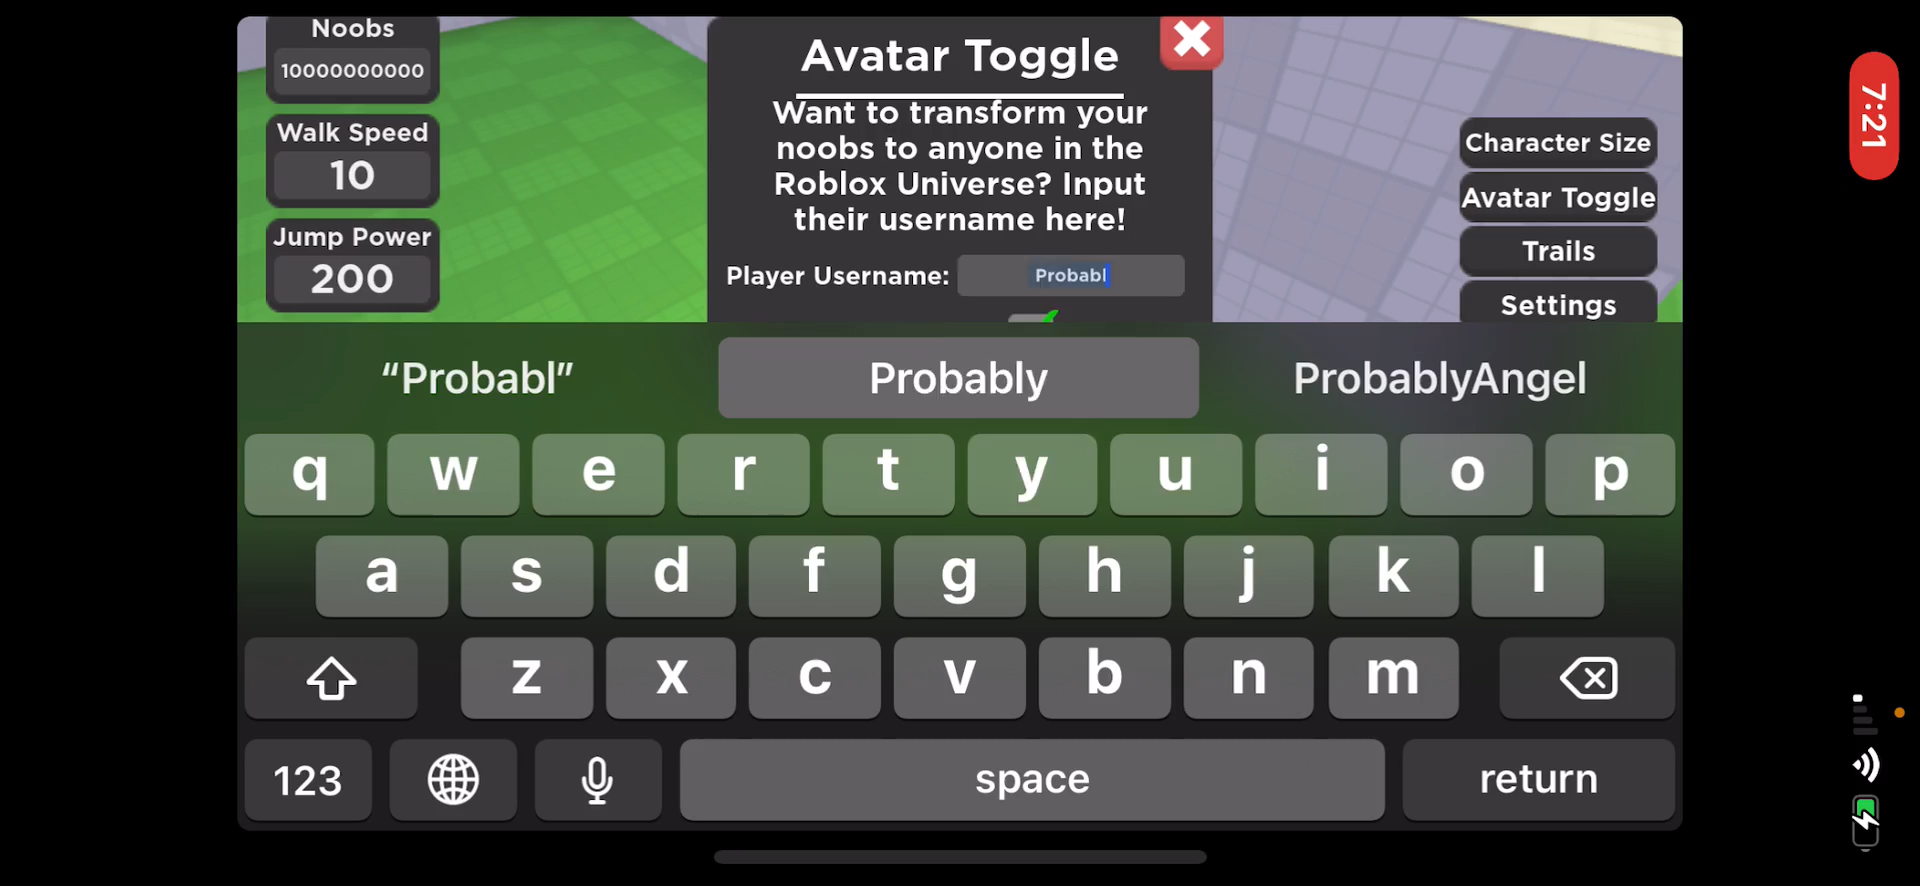 Noobs
10000000000
Walk Speed
10
Jump Power
200
Avatar Toggle
Want to transform your
noobs to anyone in the
Roblox Universe? Input
their username here!
Player Username: Probabl
Character Size
Avatar Toggle
Trails
Settings
7:21
“Probabl” Probably ProbablyAngel
q w e r t y u i o p
a s d f g h j k l
z x c v b n m
123 space return